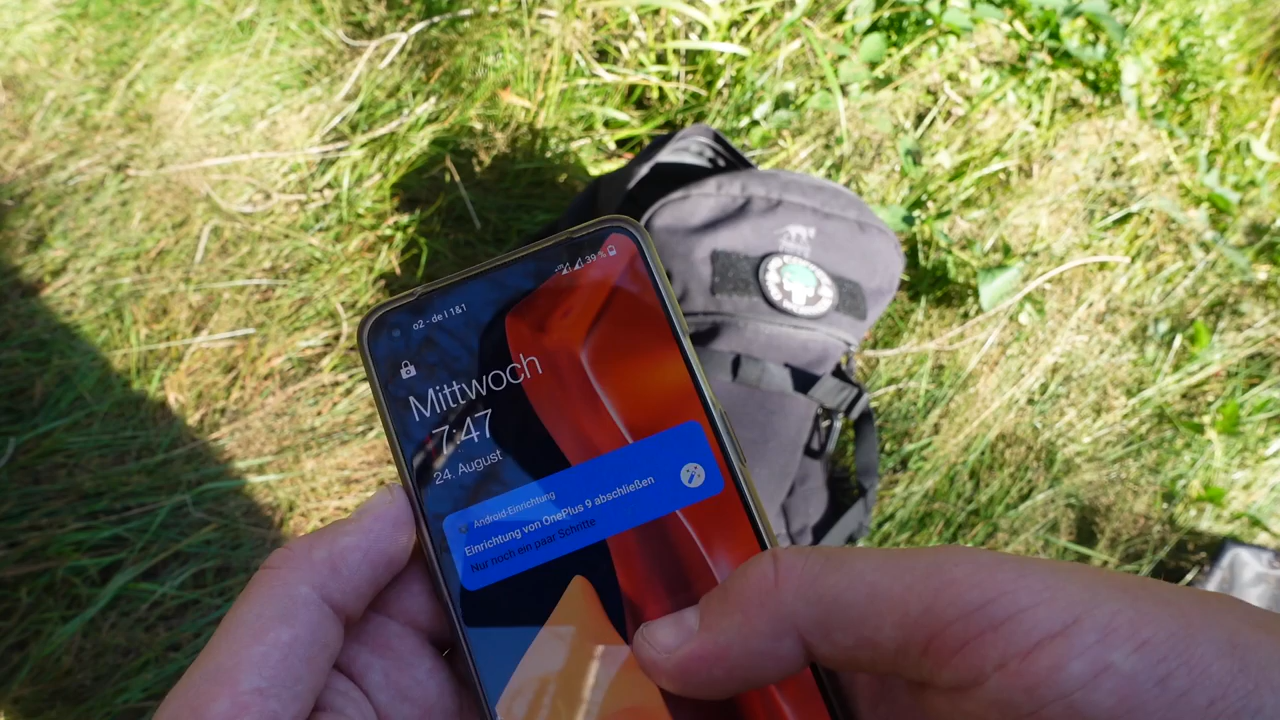 o2 - de | 1&1
39 %
Mittwoch
7:47
24. August
Android-Einrichtung
Einrichtung von OnePlus 9 abschließen
Nur noch ein paar Schritte